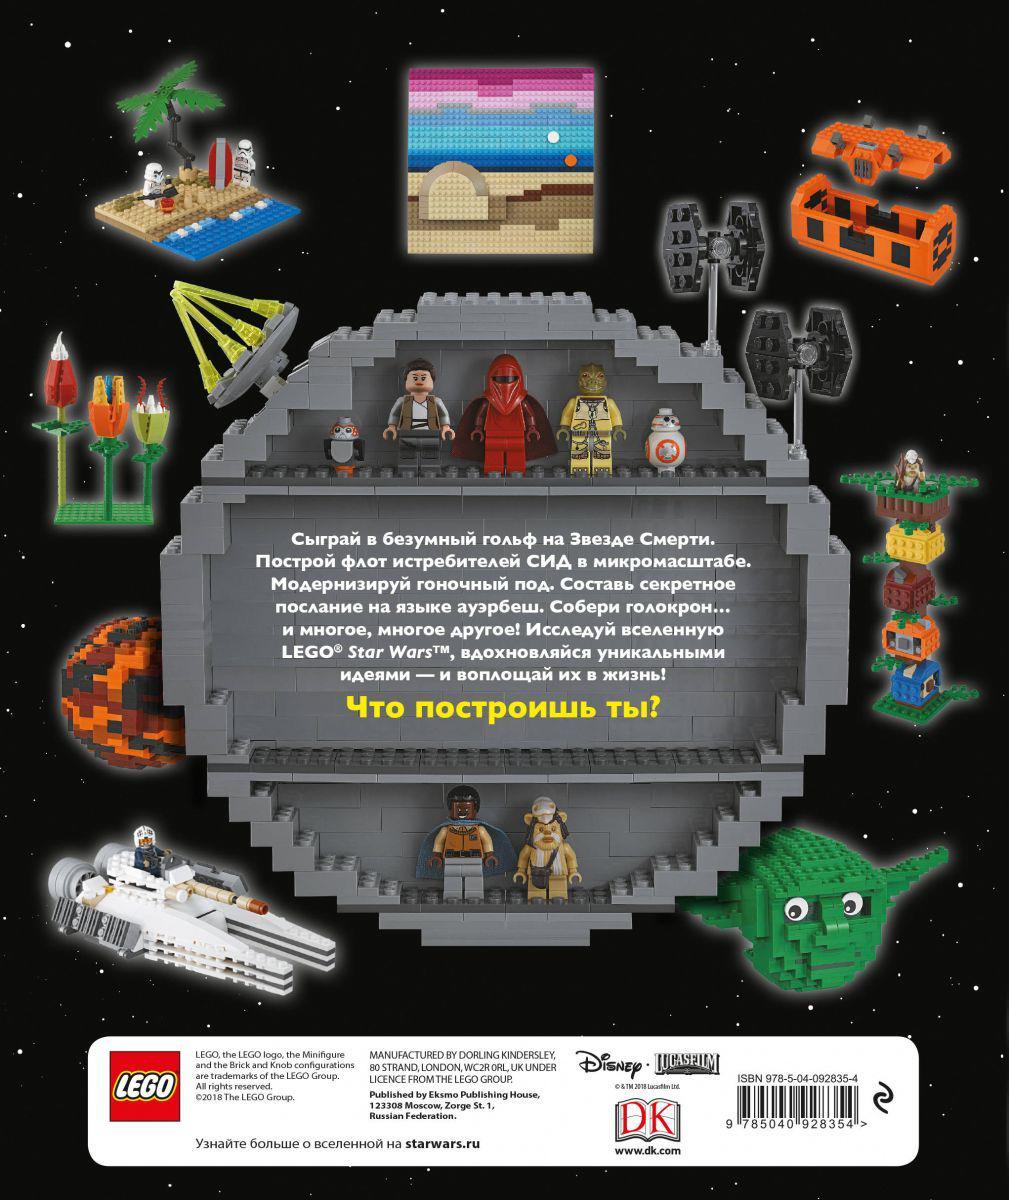 Сыграй в безумный гольф на Звезде Смерти.
Построй флот истребителей СИД в микромасштабе.
Модернизируй гоночный под. Составь секретное
послание на языке ауэрбеш. Собери голокрон...
и многое, многое другое! Исследуй вселенную
LEGO® Star Wars™, вдохновляйся уникальными
идеями — и воплощай их в жизнь!
Что построишь ты?
LEGO
LEGO, the LEGO logo, the Minifigure
and the Brick and Knob configurations
are trademarks of the LEGO Group.
All rights reserved.
©2018 The LEGO Group.
MANUFACTURED BY DORLING KINDERSLEY,
80 STRAND, LONDON, WC2R 0RL, UK UNDER
LICENCE FROM THE LEGO GROUP.
Published by Eksmo Publishing House,
123308 Moscow, Zorge St. 1,
Russian Federation.
Узнайте больше о вселенной на starwars.ru
Disney · LUCASFILM
© & TM 2018 Lucasfilm Ltd.
DK
www.dk.com
ISBN 978-5-04-092835-4
9 785040 928354 >